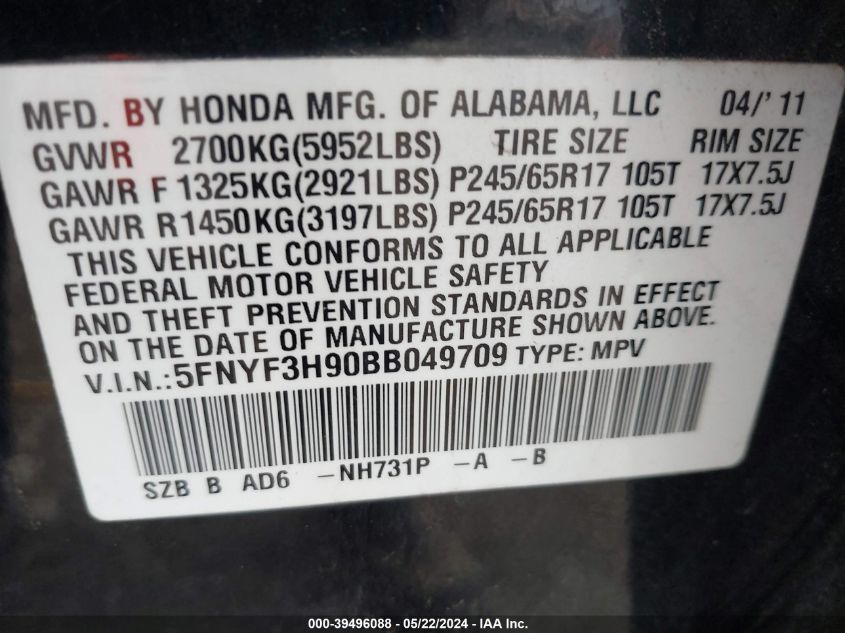 MFD. BY HONDA MFG. OF ALABAMA, LLC 04/'11
GVWR 2700KG(5952LBS) TIRE SIZE RIM SIZE
GAWR F 1325KG(2921LBS) P245/65R17 105T 17X7.5J
GAWR R1450KG(3197LBS) P245/65R17 105T 17X7.5J
THIS VEHICLE CONFORMS TO ALL APPLICABLE
FEDERAL MOTOR VEHICLE SAFETY
AND THEFT PREVENTION STANDARDS IN EFFECT
ON THE DATE OF MANUFACTURE SHOWN ABOVE.
V.I.N.:5FNYF3H90BB049709 TYPE: MPV
SZB B AD6 -NH731P -A -B
000-39496088 - 05/22/2024 - IAA Inc.